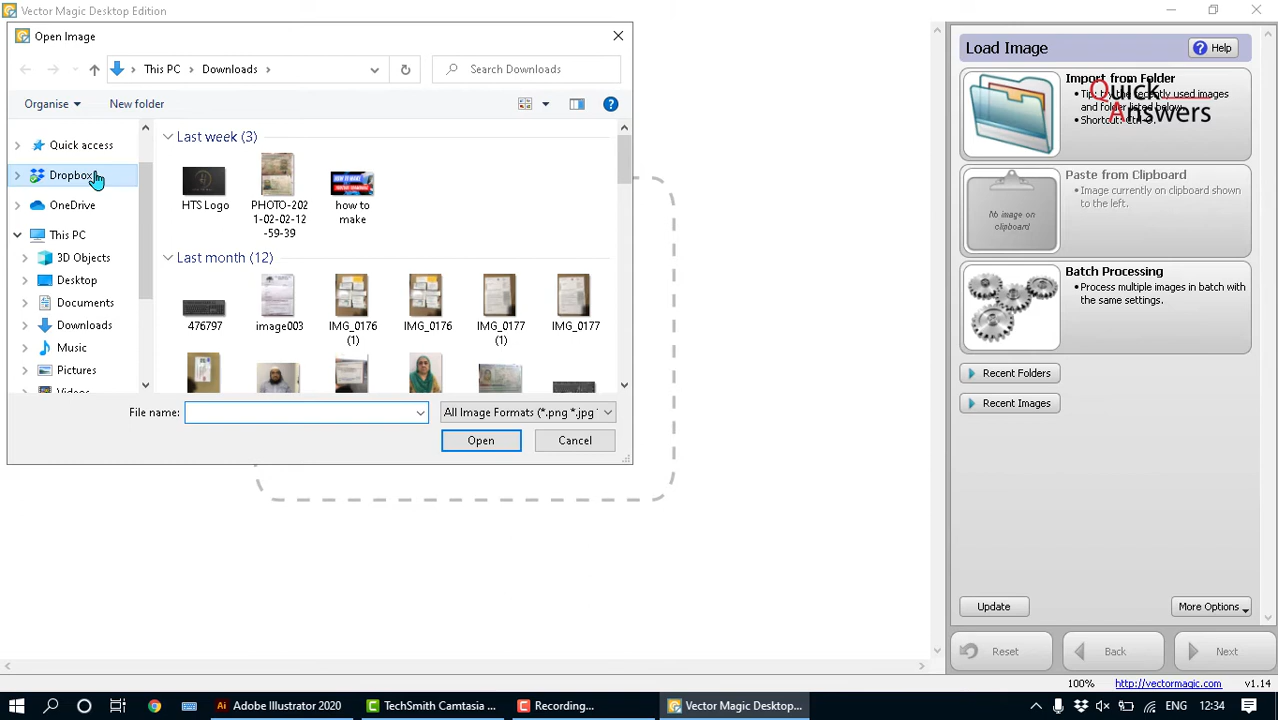 Vector Magic Desktop Edition
Open Image
This PC
Downloads
Search Downloads
Organise
New folder
Quick access
Dropbox
OneDrive
This PC
3D Objects
Desktop
Documents
Downloads
Music
Pictures
Last week (3)
HTS Logo
PHOTO-202
1-02-02-12
-59-39
how to
make
Last month (12)
476797
image003
IMG_0176
(1)
IMG_0176
IMG_0177
(1)
IMG_0177
File name:
All Image Formats (*.png *.jpg
Open
Cancel
Load Image
Help
Import from Folder
Quick
Answers
Paste from Clipboard
Image currently on clipboard shown
to the left.
No image on
clipboard
Batch Processing
Process multiple images in batch with
the same settings.
Recent Folders
Recent Images
Update
More Options
Reset
Back
Next
100%
http://vectormagic.com
v1.14
Adobe Illustrator 2020
TechSmith Camtasia ...
Recording...
Vector Magic Desktop...
ENG
12:34